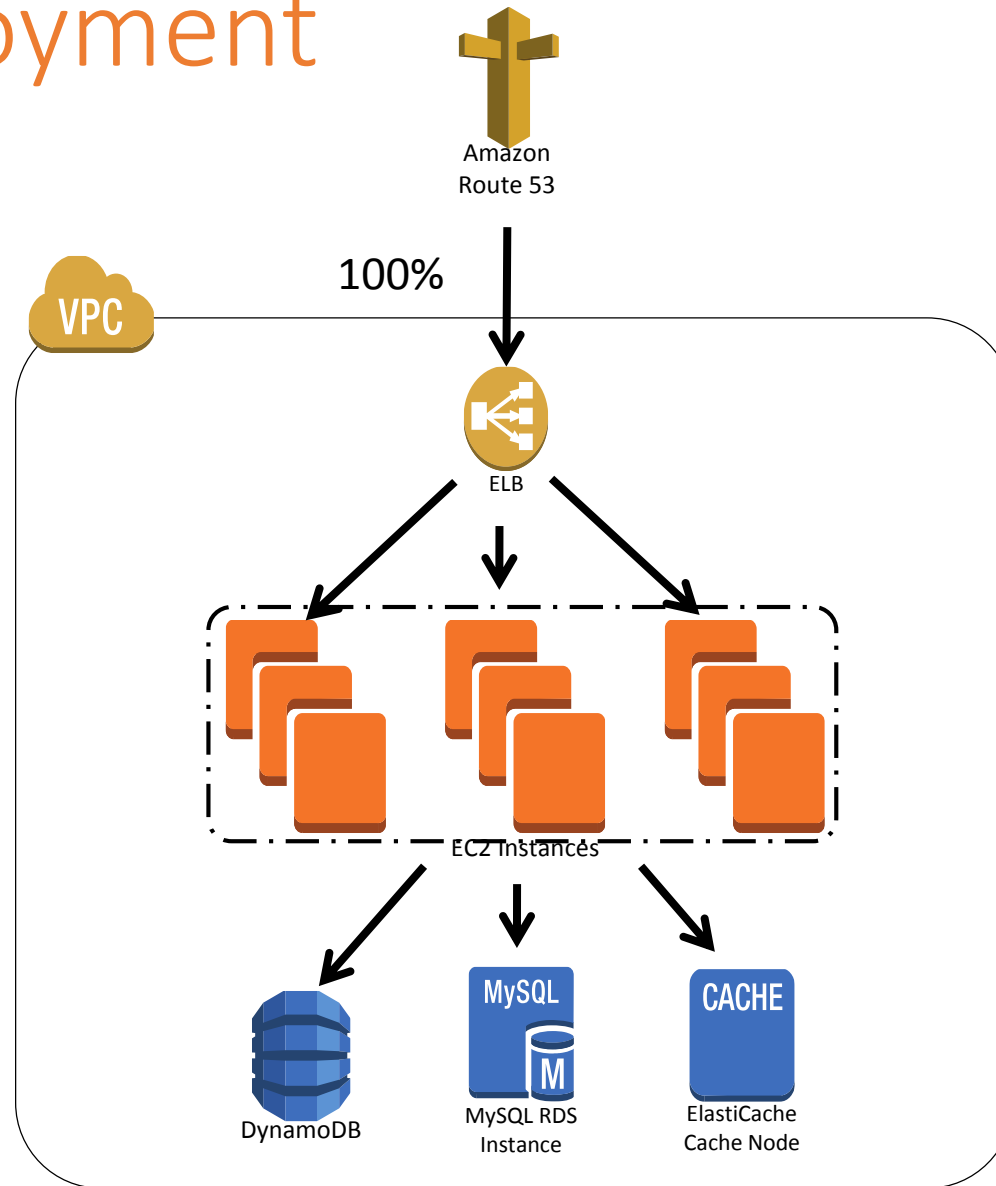 oyment
Amazon
Route 53
100%
VPC
ELB
EC2 Instances
MySQL
M
CACHE
DynamoDB
MySQL RDS
Instance
ElastiCache
Cache Node